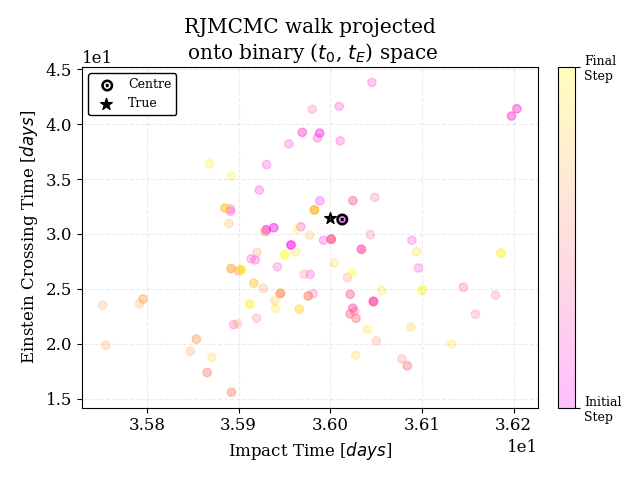 RJMCMC walk projected
onto binary (t_0, t_E) space
1e1
4.5
4.0
3.5
3.0
2.5
2.0
1.5
Einstein Crossing Time [days]
Centre
True
3.58
3.59
3.60
3.61
3.62
1e1
Impact Time [days]
Final
Step
Initial
Step